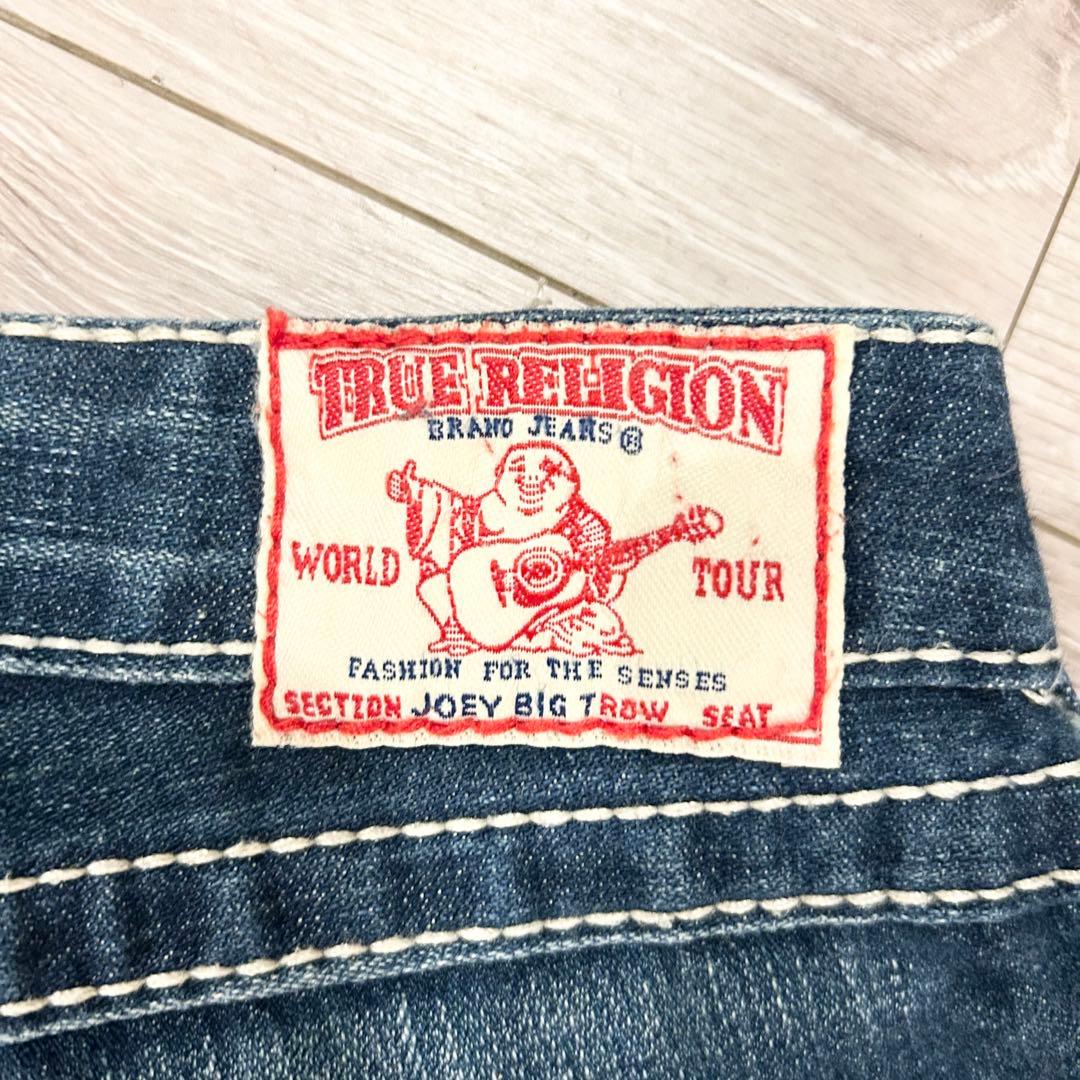 TRUE RELIGION
BRAND JEANS®
WORLD TOUR
FASHION FOR THE SENSES
SECTION JOEY BIG T ROW SEAT